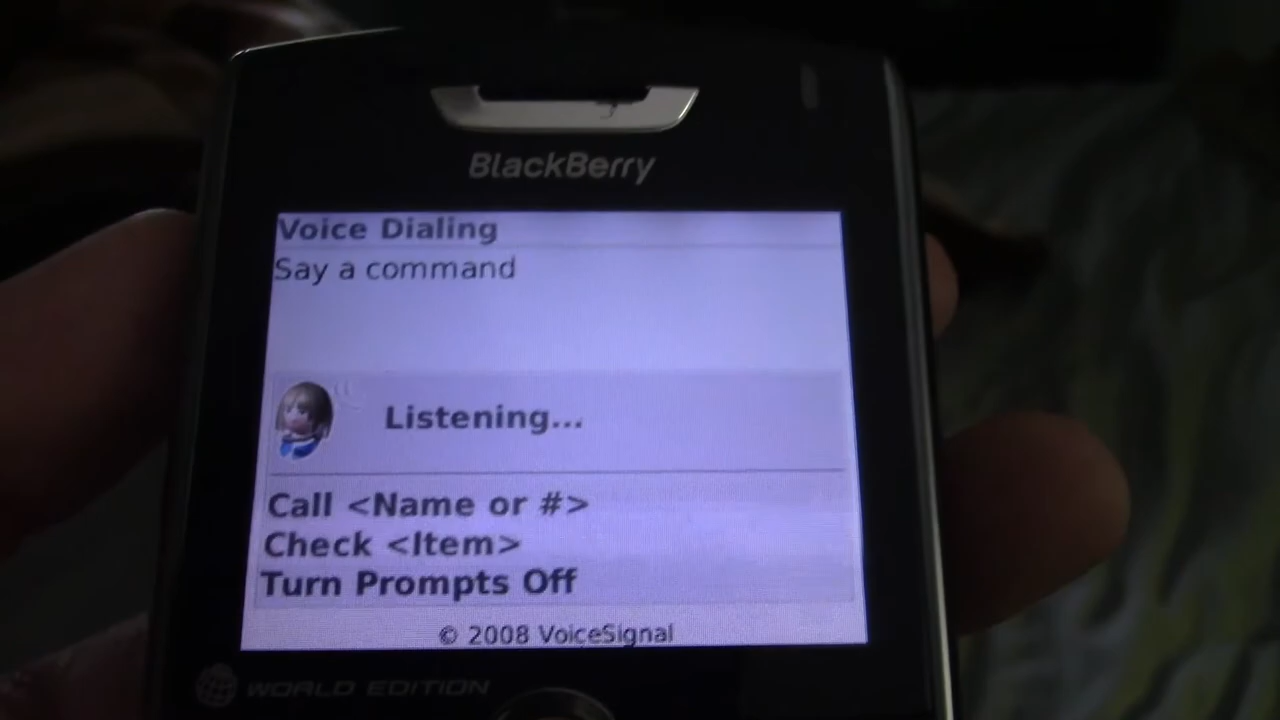 BlackBerry
Voice Dialing
Say a command
Listening...
Call <Name or #>
Check <Item>
Turn Prompts Off
© 2008 VoiceSignal
WORLD EDITION